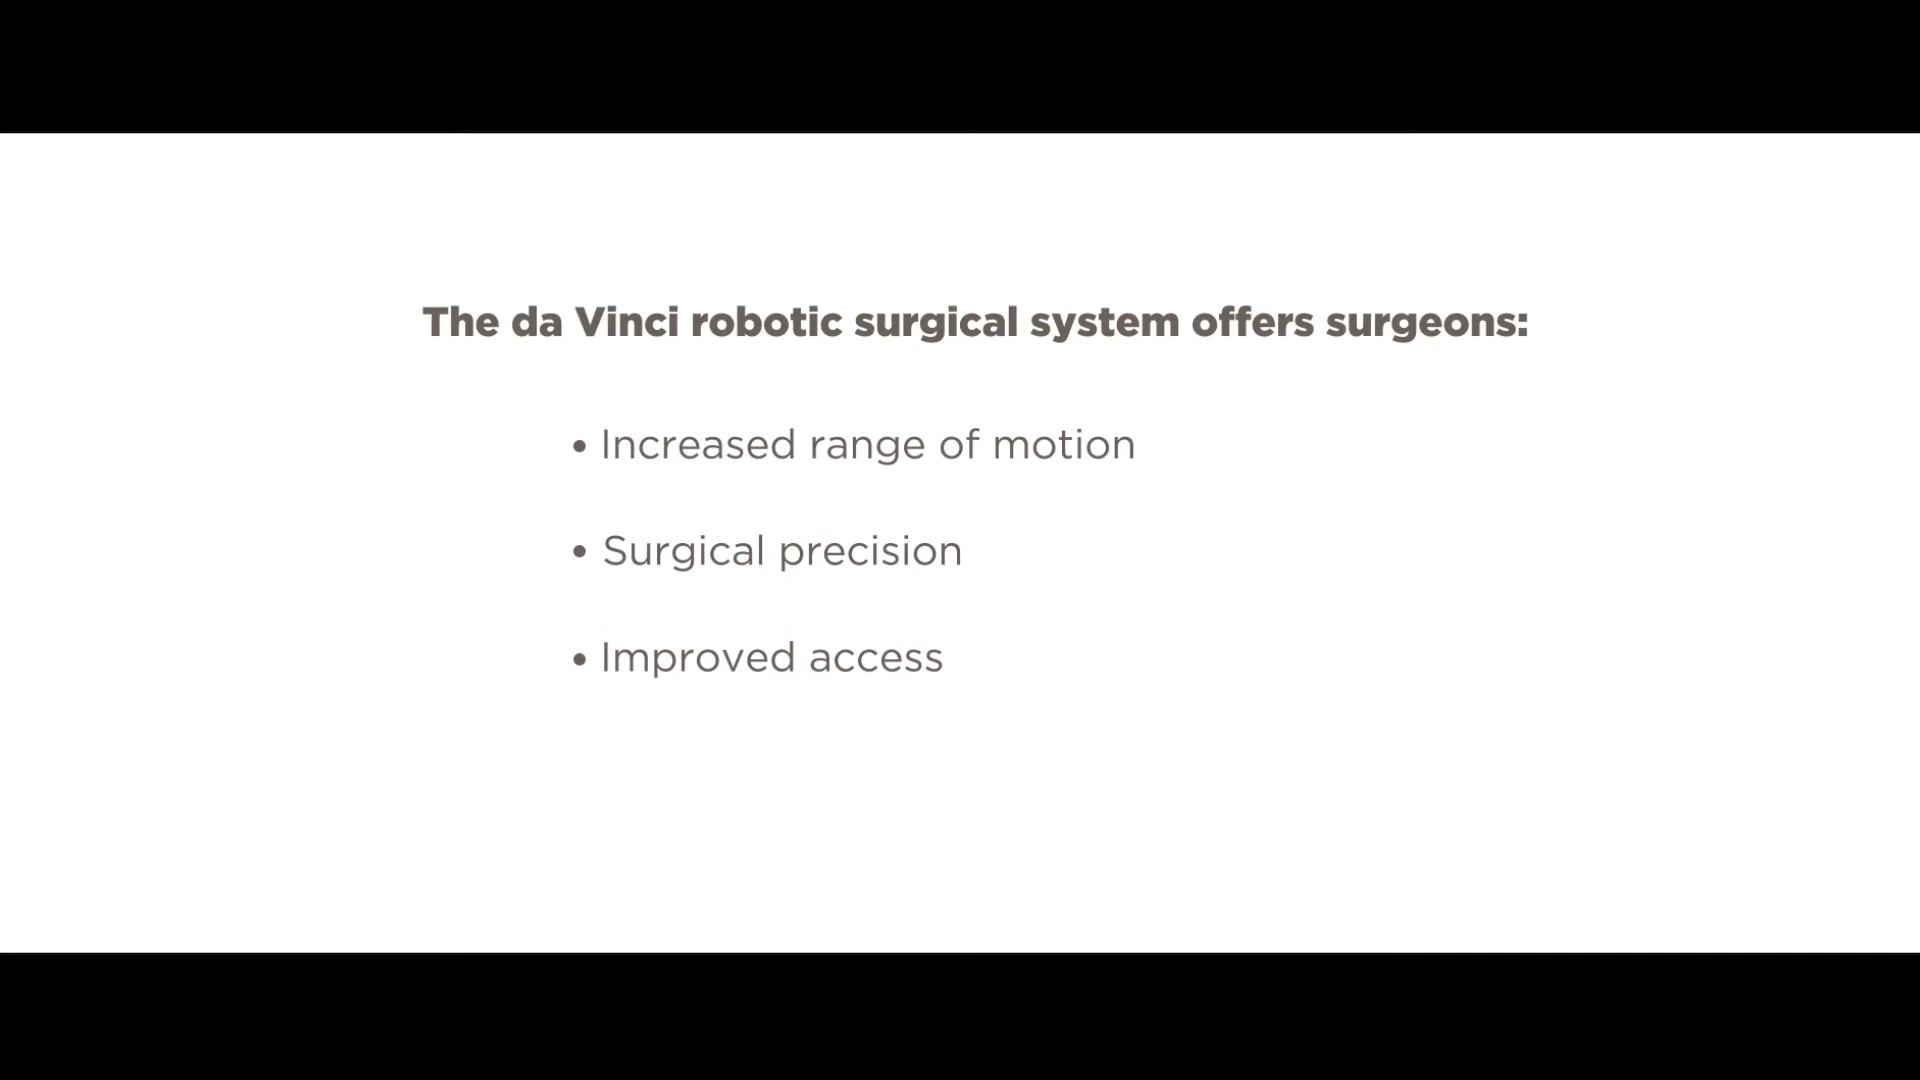 The da Vinci robotic surgical system offers surgeons:
• Increased range of motion
• Surgical precision
• Improved access